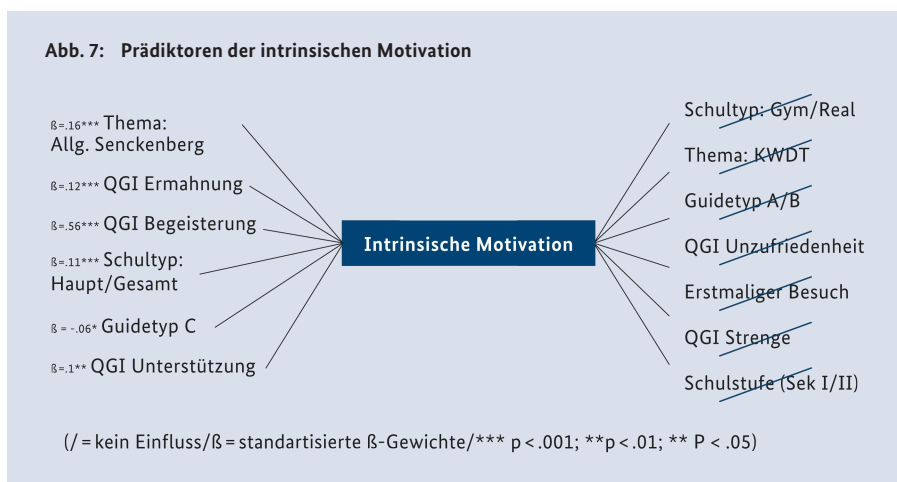 Abb. 7: Prädiktoren der intrinsischen Motivation
ß=.16*** Thema:
Allg. Senckenberg
ß=.12*** QGI Ermahnung
ß=.56*** QGI Begeisterung
ß=.11*** Schultyp:
Haupt/Gesamt
ß = -.06* Guidetyp C
ß=.1** QGI Unterstützung
Intrinsische Motivation
Schultyp: Gym/Real
Thema: KWDT
Guidetyp A/B
QGI Unzufriedenheit
Erstmaliger Besuch
QGI Strenge
Schulstufe (Sek I/II)
(/ = kein Einfluss/ß = standartisierte ß-Gewichte/*** p < .001; **p < .01; ** P < .05)